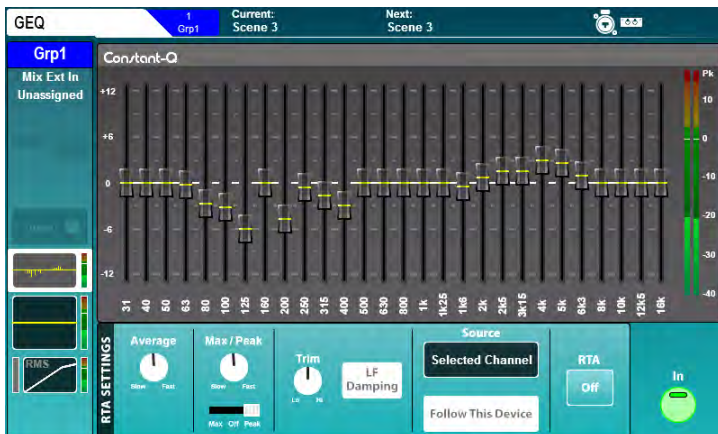 GEQ
1
Grp1
Current:
Scene 3
Next:
Scene 3
Grp1
Mix Ext In
Unassigned
Constant-Q
+12
+6
0
-6
-12
Pk
10
0
-10
-20
-30
-40
31 40 50 63 80 100 125 160 200 250 315 400 500 630 800 1k 1k25 1k6 2k 2k5 3k15 4k 5k 6k3 8k 10k 12k5 16k
RMS
RTA SETTINGS
Average
Slow Fast
Max / Peak
Slow Fast
Max Off Peak
Trim
Lo Hi
LF
Damping
Source
Selected Channel
Follow This Device
RTA
Off
In